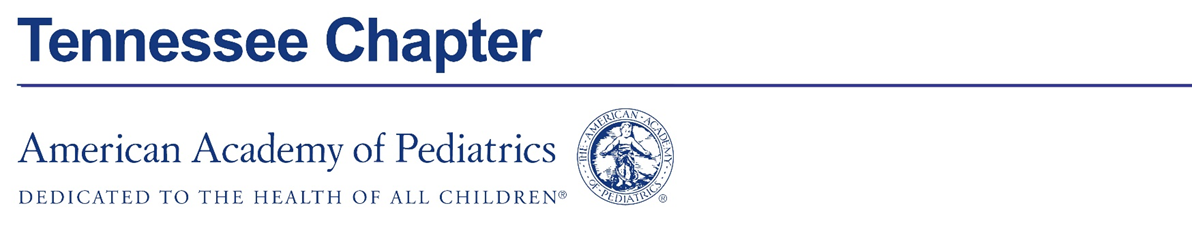 Tennessee Chapter
American Academy of Pediatrics
DEDICATED TO THE HEALTH OF ALL CHILDREN®
·THE·AMERICAN·ACADEMY·
·OF·PEDIATRICS·
®